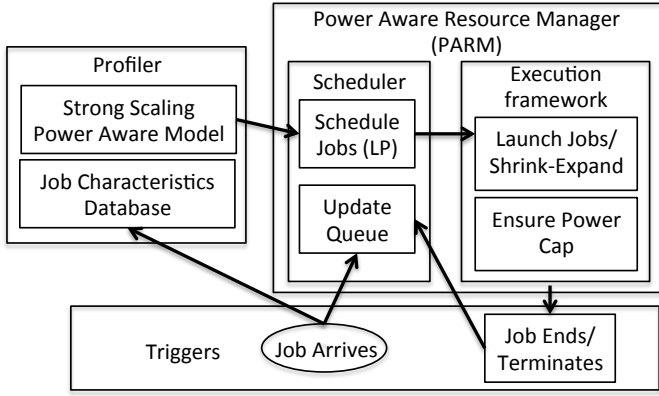 Power Aware Resource Manager
(PARM)
Profiler
Strong Scaling
Power Aware Model
Job Characteristics
Database
Scheduler
Schedule
Jobs (LP)
Update
Queue
Execution
framework
Launch Jobs/
Shrink-Expand
Ensure Power
Cap
Triggers
Job Arrives
Job Ends/
Terminates